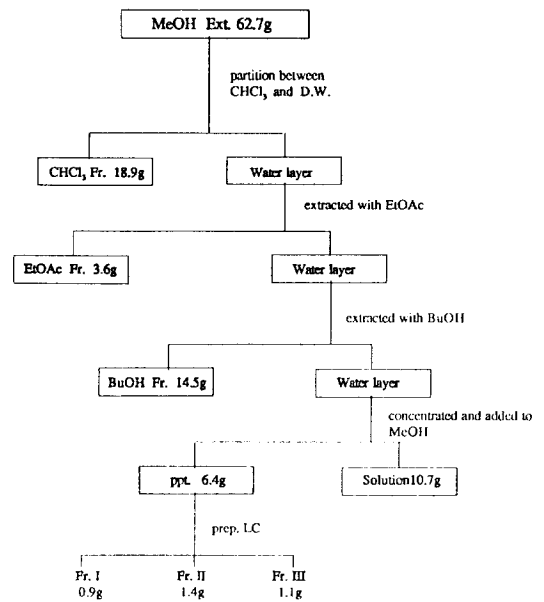 MeOH Ext. 62.7g
partition between
CHCl₃ and D.W.
CHCl₃ Fr. 18.9g
Water layer
extracted with EtOAc
EtOAc Fr. 3.6g
Water layer
extracted with BuOH
BuOH Fr. 14.5g
Water layer
concentrated and added to
MeOH
ppt. 6.4g
Solution10.7g
prep. LC
Fr. I
Fr. II
Fr. III
0.9g
1.4g
1.1g